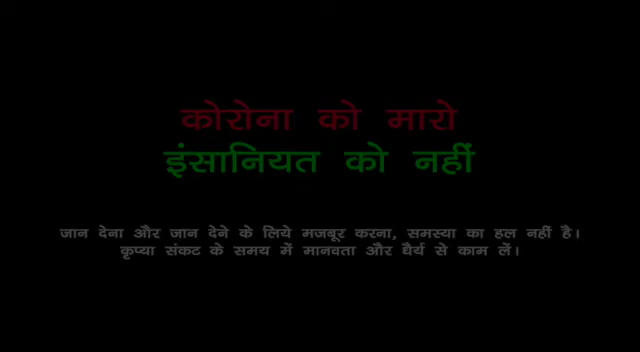 कोरोना को मारो
इंसानियत को नहीं
जान देना और जान देने के लिये मजबूर करना, समस्या का हल नहीं है।
कृप्या संकट के समय में मानवता और धैर्य से काम लें।